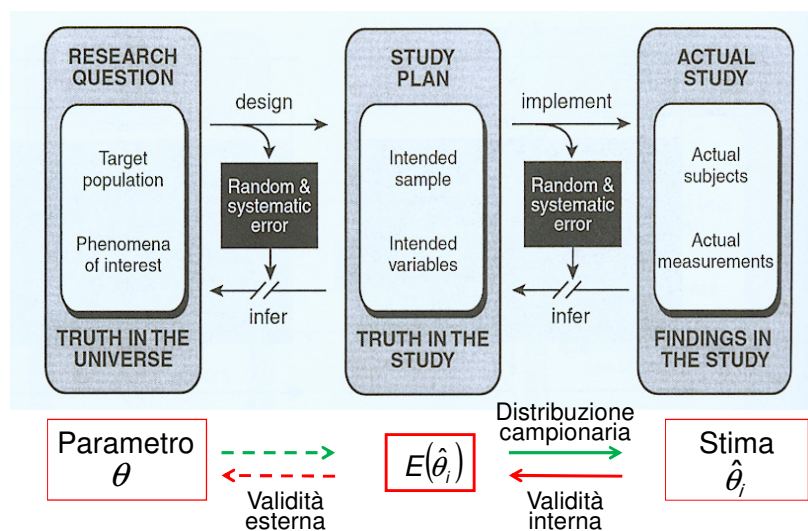 RESEARCH
QUESTION
Target
population
Phenomena
of interest
TRUTH IN THE
UNIVERSE
design
Random &
systematic
error
infer
STUDY
PLAN
Intended
sample
Intended
variables
TRUTH IN THE
STUDY
implement
Random &
systematic
error
infer
ACTUAL
STUDY
Actual
subjects
Actual
measurements
FINDINGS IN
THE STUDY
Parametro
θ
Validità
esterna
E(θ̂ᵢ)
Distribuzione
campionaria
Validità
interna
Stima
θ̂ᵢ